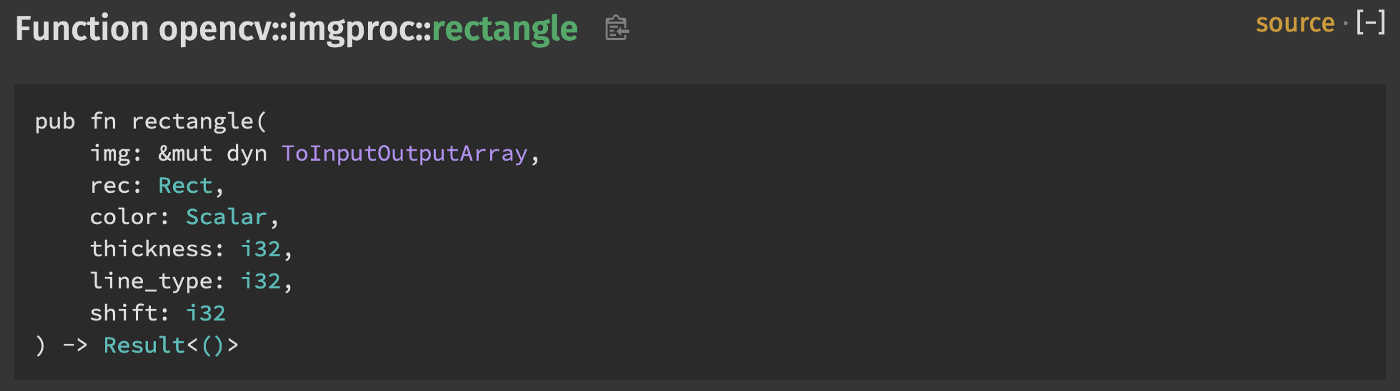 Function opencv::imgproc::rectangle
source · [-]
pub fn rectangle(
    img: &mut dyn ToInputOutputArray,
    rec: Rect,
    color: Scalar,
    thickness: i32,
    line_type: i32,
    shift: i32
) -> Result<()>